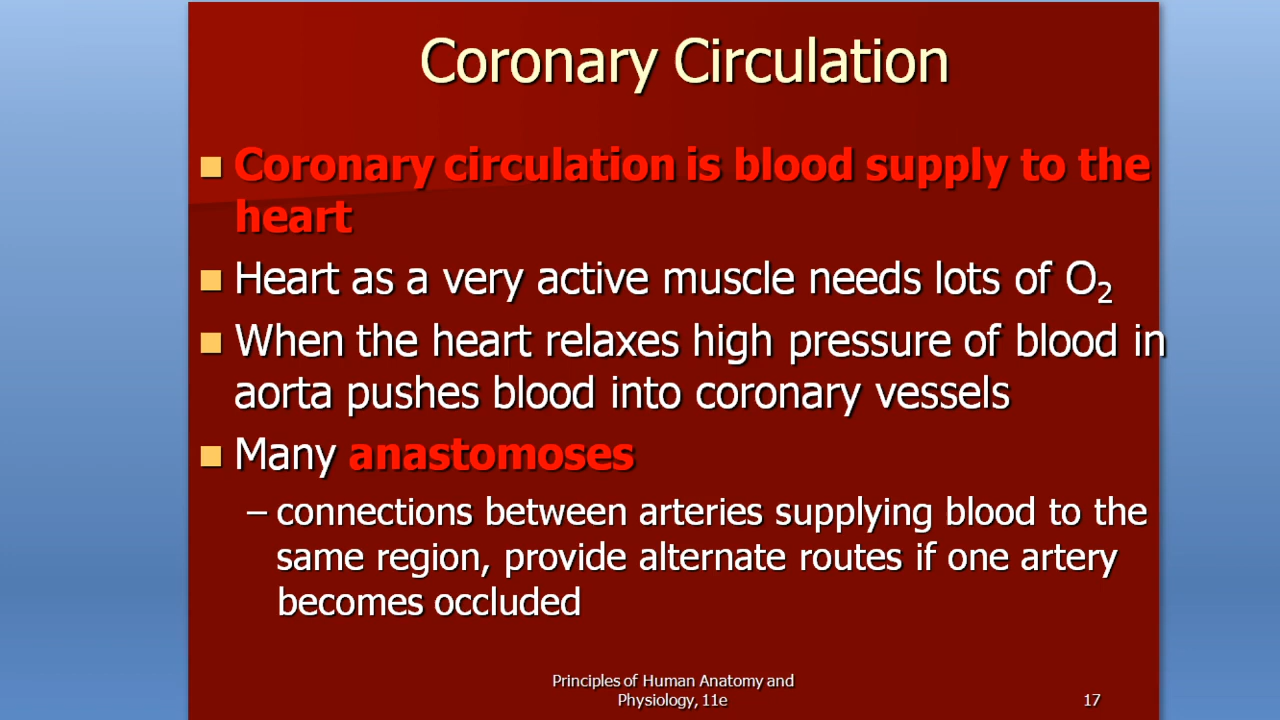 Coronary Circulation
Coronary circulation is blood supply to the
heart
Heart as a very active muscle needs lots of O₂
When the heart relaxes high pressure of blood in
aorta pushes blood into coronary vessels
Many anastomoses
– connections between arteries supplying blood to the
same region, provide alternate routes if one artery
becomes occluded
Principles of Human Anatomy and
Physiology, 11e
17